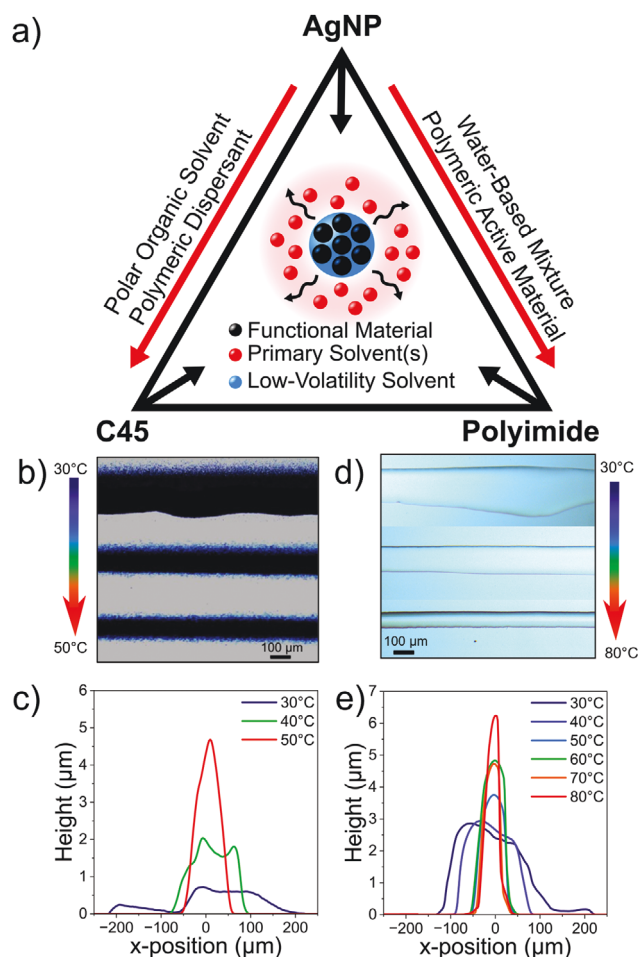 a)
AgNP
Polar Organic Solvent
Polymeric Dispersant
Water-Based Mixture
Polymeric Active Material
Functional Material
Primary Solvent(s)
Low-Volatility Solvent
C45
Polyimide
b)
30°C
50°C
100 µm
d)
30°C
80°C
100 µm
c)
Height (µm)
5
4
3
2
1
0
30°C
40°C
50°C
−200
−100
0
100
200
x-position (µm)
e)
Height (µm)
7
6
5
4
3
2
1
0
30°C
40°C
50°C
60°C
70°C
80°C
−200
−100
0
100
200
x-position (µm)